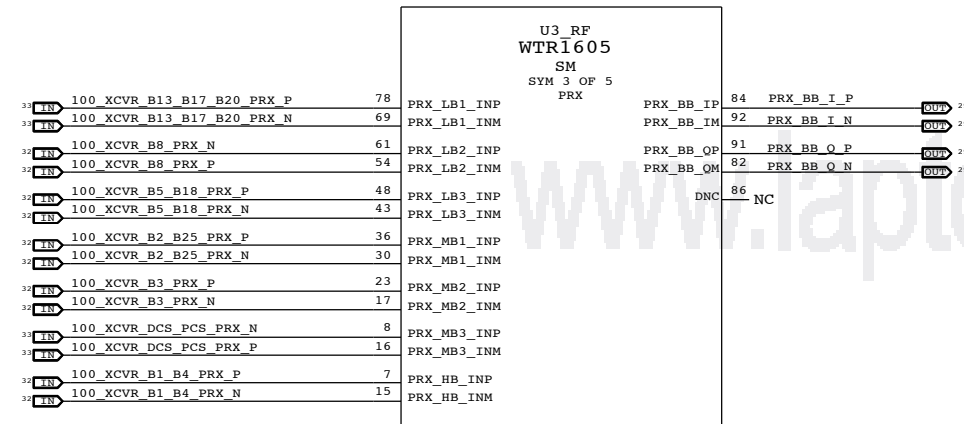 U3_RF
WTR1605
SM
SYM 3 OF 5
PRX
33 IN 100_XCVR_B13_B17_B20_PRX_P 78 PRX_LB1_INP
33 IN 100_XCVR_B13_B17_B20_PRX_N 69 PRX_LB1_INM
32 IN 100_XCVR_B8_PRX_N 61 PRX_LB2_INP
32 IN 100_XCVR_B8_PRX_P 54 PRX_LB2_INM
32 IN 100_XCVR_B5_B18_PRX_P 48 PRX_LB3_INP
32 IN 100_XCVR_B5_B18_PRX_N 43 PRX_LB3_INM
32 IN 100_XCVR_B2_B25_PRX_P 36 PRX_MB1_INP
32 IN 100_XCVR_B2_B25_PRX_N 30 PRX_MB1_INM
32 IN 100_XCVR_B3_PRX_P 23 PRX_MB2_INP
32 IN 100_XCVR_B3_PRX_N 17 PRX_MB2_INM
33 IN 100_XCVR_DCS_PCS_PRX_N 8 PRX_MB3_INP
33 IN 100_XCVR_DCS_PCS_PRX_P 16 PRX_MB3_INM
32 IN 100_XCVR_B1_B4_PRX_P 7 PRX_HB_INP
32 IN 100_XCVR_B1_B4_PRX_N 15 PRX_HB_INM
PRX_BB_IP 84 PRX_BB_I_P OUT
PRX_BB_IM 92 PRX_BB_I_N OUT
PRX_BB_QP 91 PRX_BB_Q_P OUT
PRX_BB_QM 82 PRX_BB_Q_N OUT
DNC 86 NC